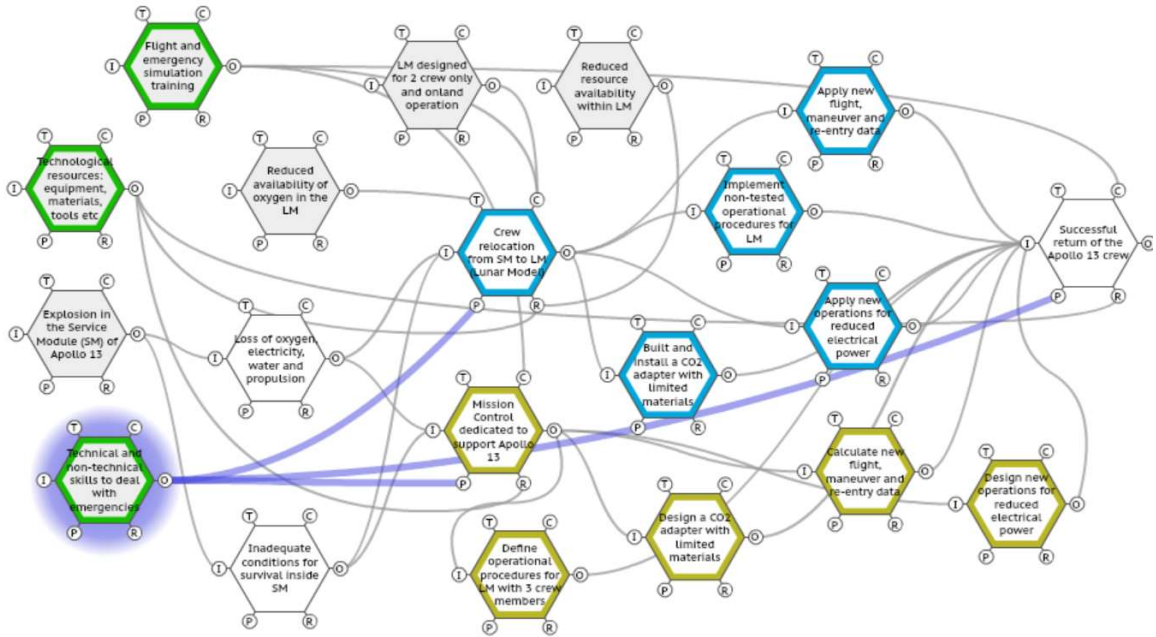 T C
I
Flight and
emergency
simulation
training
O
P R
T C
I
LM designed
for 2 crew only
and onland
operation
O
P R
T C
I
Reduced
resource
availability
within LM
O
P R
T C
I
Apply new
flight,
maneuver and
re-entry data
O
P R
T C
I
Technological
resources:
equipment,
materials,
tools etc
O
P R
T C
I
Reduced
availability of
oxygen in the
LM
O
P R
T C
I
Crew
relocation
from SM to LM
(Lunar Model)
O
P R
T C
I
Implement
non-tested
operational
procedures for
LM
O
P R
T C
I
Successful
return of the
Apollo 13 crew
O
P R
T C
I
Explosion in
the Service
Module (SM) of
Apollo 13
O
P R
T C
I
Loss of oxygen,
electricity,
water and
propulsion
O
P R
T C
I
Built and
install a CO2
adapter with
limited
materials
O
P R
T C
I
Apply new
operations for
reduced
electrical
power
O
P R
T C
I
Technical and
non-technical
skills to deal
with
emergencies
O
P R
T C
I
Mission Control
dedicated to
support Apollo
13
O
P R
T C
I
Calculate new
flight,
maneuver and
re-entry data
O
P R
T C
I
Design new
operations for
reduced
electrical
power
O
P R
T C
I
Inadequate
conditions for
survival inside
SM
O
P R
T C
I
Define
operational
procedures for
LM with 3 crew
members
O
P R
T C
I
Design a CO2
adapter with
limited
materials
O
P R